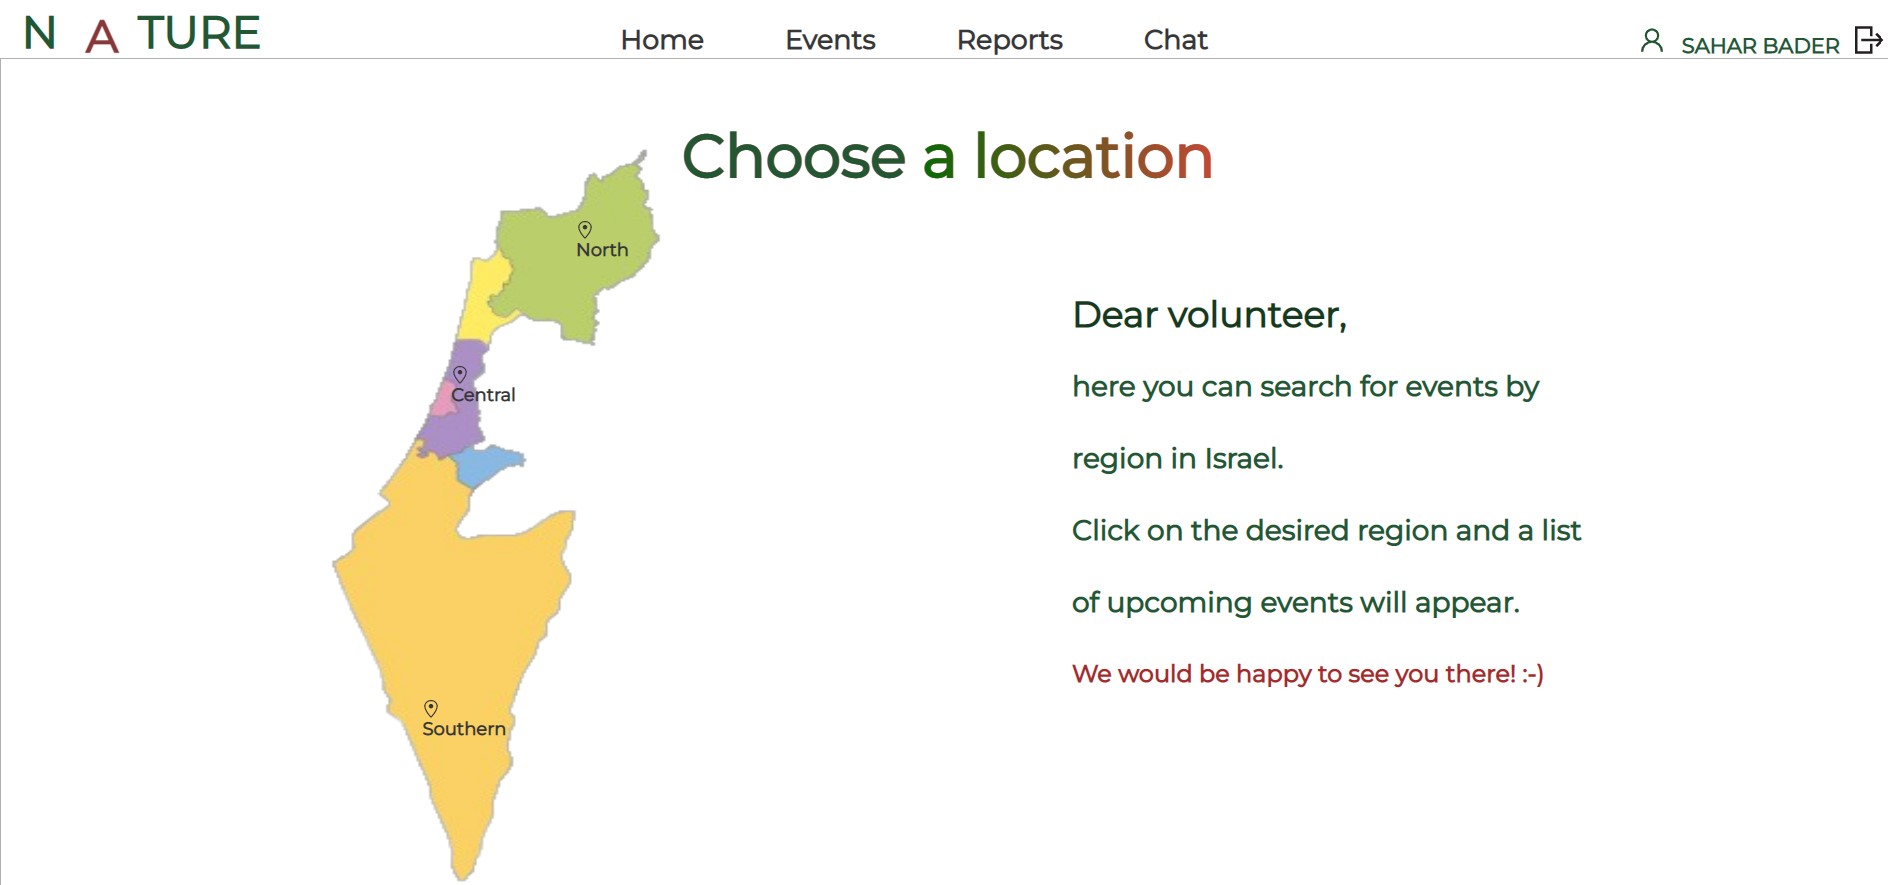 N A TURE
Home Events Reports Chat
SAHAR BADER
Choose a location
North
Central
Southern
Dear volunteer,
here you can search for events by
region in Israel.
Click on the desired region and a list
of upcoming events will appear.
We would be happy to see you there! :-)